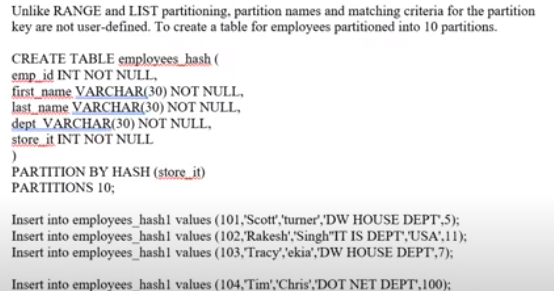 Unlike RANGE and LIST partitioning, partition names and matching criteria for the partition
key are not user-defined. To create a table for employees partitioned into 10 partitions.
CREATE TABLE employees_hash (
emp_id INT NOT NULL,
first_name VARCHAR(30) NOT NULL,
last_name VARCHAR(30) NOT NULL,
dept VARCHAR(30) NOT NULL,
store_it INT NOT NULL
)
PARTITION BY HASH (store_it)
PARTITIONS 10;
Insert into employees_hash1 values (101,'Scott','turner','DW HOUSE DEPT',5);
Insert into employees_hash1 values (102,'Rakesh','Singh''IT IS DEPT','USA',11);
Insert into employees_hash1 values (103,'Tracy','ekia','DW HOUSE DEPT',7);
Insert into employees_hash1 values (104,'Tim','Chris','DOT NET DEPT',100);